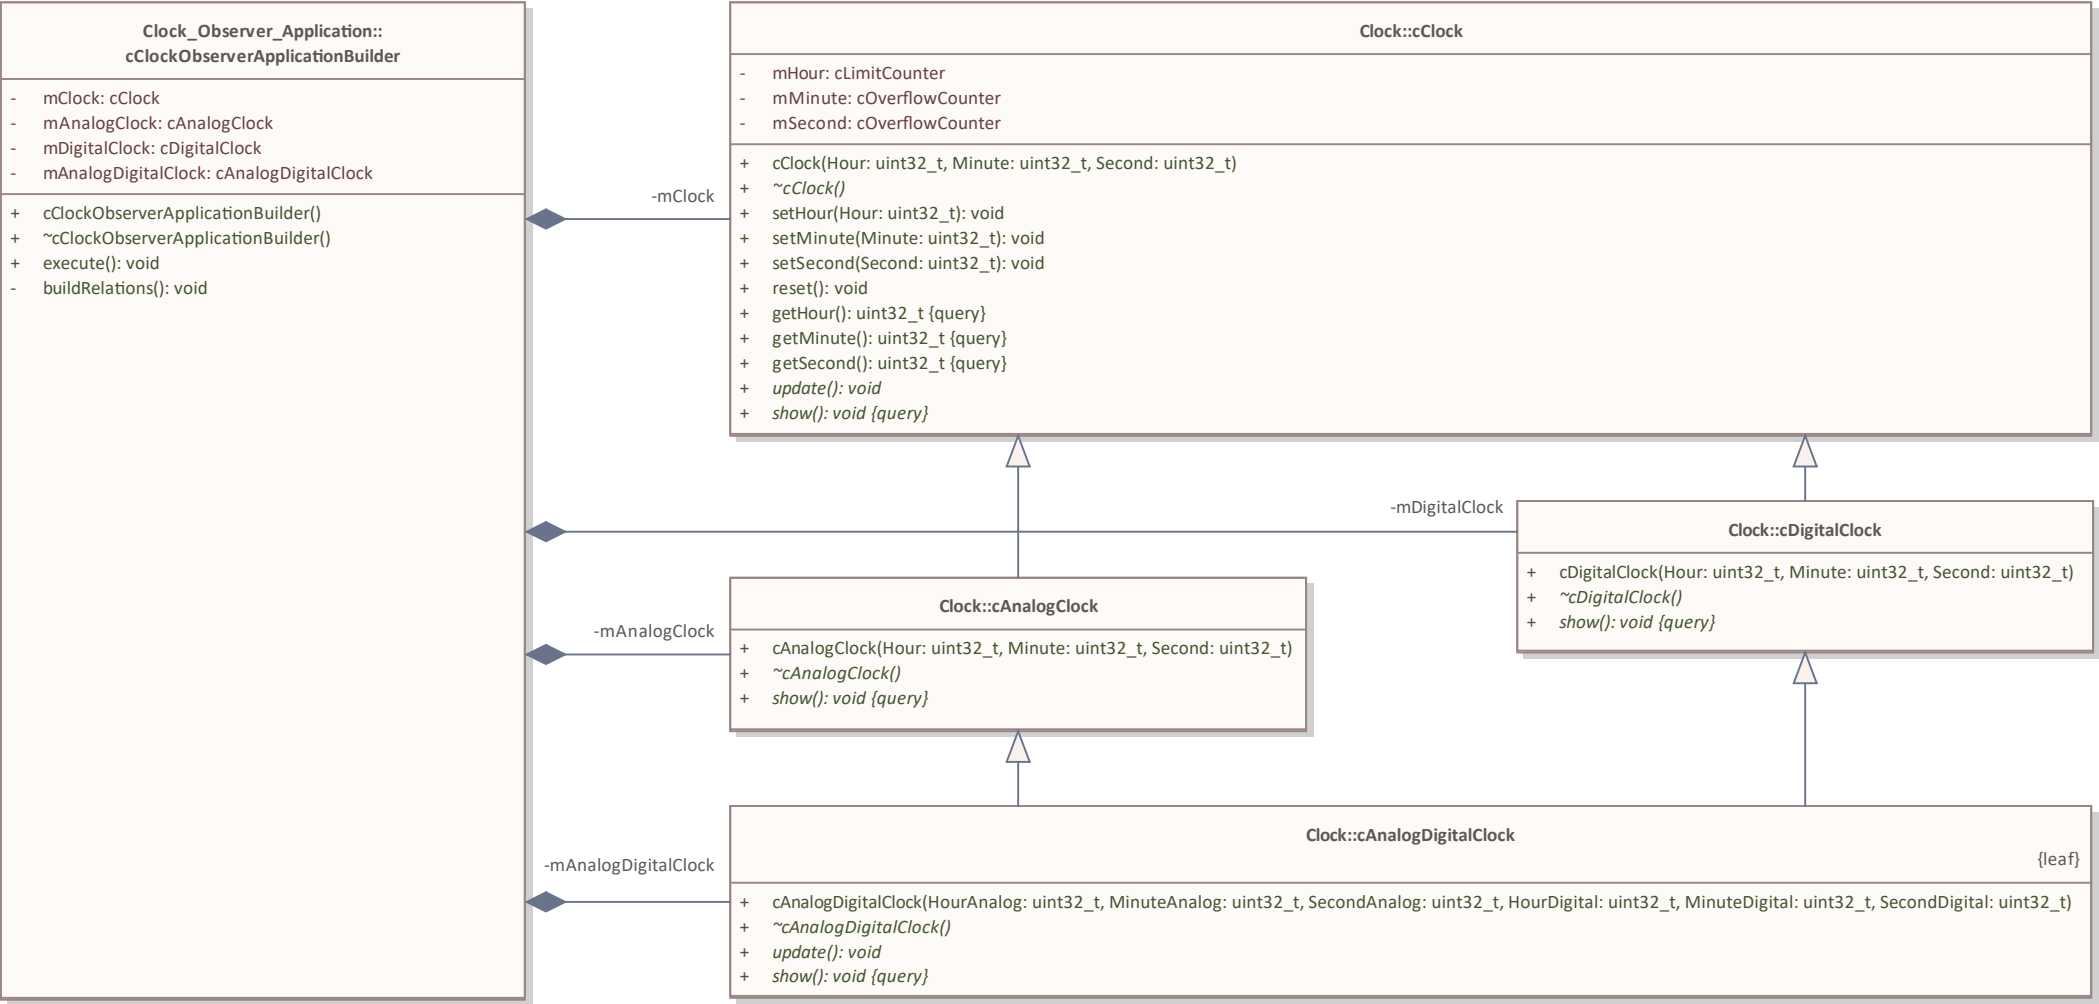 Clock_Observer_Application::
cClockObserverApplicationBuilder
- mClock: cClock
- mAnalogClock: cAnalogClock
- mDigitalClock: cDigitalClock
- mAnalogDigitalClock: cAnalogDigitalClock
+ cClockObserverApplicationBuilder()
+ ~cClockObserverApplicationBuilder()
+ execute(): void
- buildRelations(): void
-mClock
Clock::cClock
- mHour: cLimitCounter
- mMinute: cOverflowCounter
- mSecond: cOverflowCounter
+ cClock(Hour: uint32_t, Minute: uint32_t, Second: uint32_t)
+ ~cClock()
+ setHour(Hour: uint32_t): void
+ setMinute(Minute: uint32_t): void
+ setSecond(Second: uint32_t): void
+ reset(): void
+ getHour(): uint32_t {query}
+ getMinute(): uint32_t {query}
+ getSecond(): uint32_t {query}
+ update(): void
+ show(): void {query}
-mDigitalClock
Clock::cDigitalClock
+ cDigitalClock(Hour: uint32_t, Minute: uint32_t, Second: uint32_t)
+ ~cDigitalClock()
+ show(): void {query}
-mAnalogClock
Clock::cAnalogClock
+ cAnalogClock(Hour: uint32_t, Minute: uint32_t, Second: uint32_t)
+ ~cAnalogClock()
+ show(): void {query}
-mAnalogDigitalClock
Clock::cAnalogDigitalClock
{leaf}
+ cAnalogDigitalClock(HourAnalog: uint32_t, MinuteAnalog: uint32_t, SecondAnalog: uint32_t, HourDigital: uint32_t, MinuteDigital: uint32_t, SecondDigital: uint32_t)
+ ~cAnalogDigitalClock()
+ update(): void
+ show(): void {query}